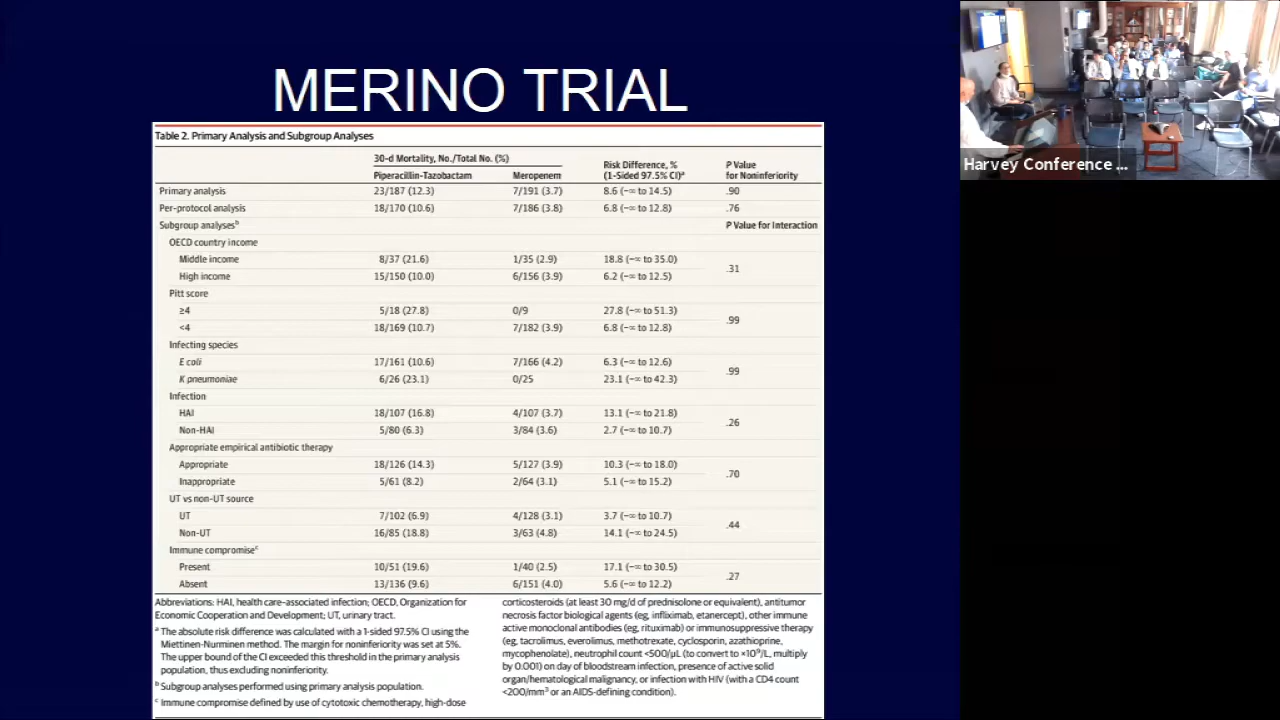 MERINO TRIAL
Harvey Conference ...
Table 2. Primary Analysis and Subgroup Analyses
30-d Mortality, No./Total No. (%) Risk Difference, % P Value
Piperacillin-Tazobactam Meropenem (1-Sided 97.5% CI)a for Noninferiority
Primary analysis 23/187 (12.3) 7/191 (3.7) 8.6 (−∞ to 14.5) .90
Per-protocol analysis 18/170 (10.6) 7/186 (3.8) 6.8 (−∞ to 12.8) .76
Subgroup analysesb P Value for Interaction
OECD country income
Middle income 8/37 (21.6) 1/35 (2.9) 18.8 (−∞ to 35.0)
.31
High income 15/150 (10.0) 6/156 (3.9) 6.2 (−∞ to 12.5)
Pitt score
≥4 5/18 (27.8) 0/9 27.8 (−∞ to 51.3)
.99
<4 18/169 (10.7) 7/182 (3.9) 6.8 (−∞ to 12.8)
Infecting species
E coli 17/161 (10.6) 7/166 (4.2) 6.3 (−∞ to 12.6)
.99
K pneumoniae 6/26 (23.1) 0/25 23.1 (−∞ to 42.3)
Infection
HAI 18/107 (16.8) 4/107 (3.7) 13.1 (−∞ to 21.8)
.26
Non-HAI 5/80 (6.3) 3/84 (3.6) 2.7 (−∞ to 10.7)
Appropriate empirical antibiotic therapy
Appropriate 18/126 (14.3) 5/127 (3.9) 10.3 (−∞ to 18.0)
.70
Inappropriate 5/61 (8.2) 2/64 (3.1) 5.1 (−∞ to 15.2)
UT vs non-UT source
UT 7/102 (6.9) 4/128 (3.1) 3.7 (−∞ to 10.7)
.44
Non-UT 16/85 (18.8) 3/63 (4.8) 14.1 (−∞ to 24.5)
Immune compromisec
Present 10/51 (19.6) 1/40 (2.5) 17.1 (−∞ to 30.5)
.27
Absent 13/136 (9.6) 6/151 (4.0) 5.6 (−∞ to 12.2)
Abbreviations: HAI, health care–associated infection; OECD, Organization for
Economic Cooperation and Development; UT, urinary tract.
a The absolute risk difference was calculated with a 1-sided 97.5% CI using the
Miettinen-Nurminen method. The margin for noninferiority was set at 5%.
The upper bound of the CI exceeded this threshold in the primary analysis
population, thus excluding noninferiority.
b Subgroup analyses performed using primary analysis population.
c Immune compromise defined by use of cytotoxic chemotherapy, high-dose
corticosteroids (at least 30 mg/d of prednisolone or equivalent), antitumor
necrosis factor biological agents (eg, infliximab, etanercept), other immune
active monoclonal antibodies (eg, rituximab) or immunosuppressive therapy
(eg, tacrolimus, everolimus, methotrexate, cyclosporin, azathioprine,
mycophenolate), neutrophil count <500/μL (to convert to ×10⁹/L, multiply
by 0.001) on day of bloodstream infection, presence of active solid
organ/hematological malignancy, or infection with HIV (with a CD4 count
<200/mm³ or an AIDS-defining condition).